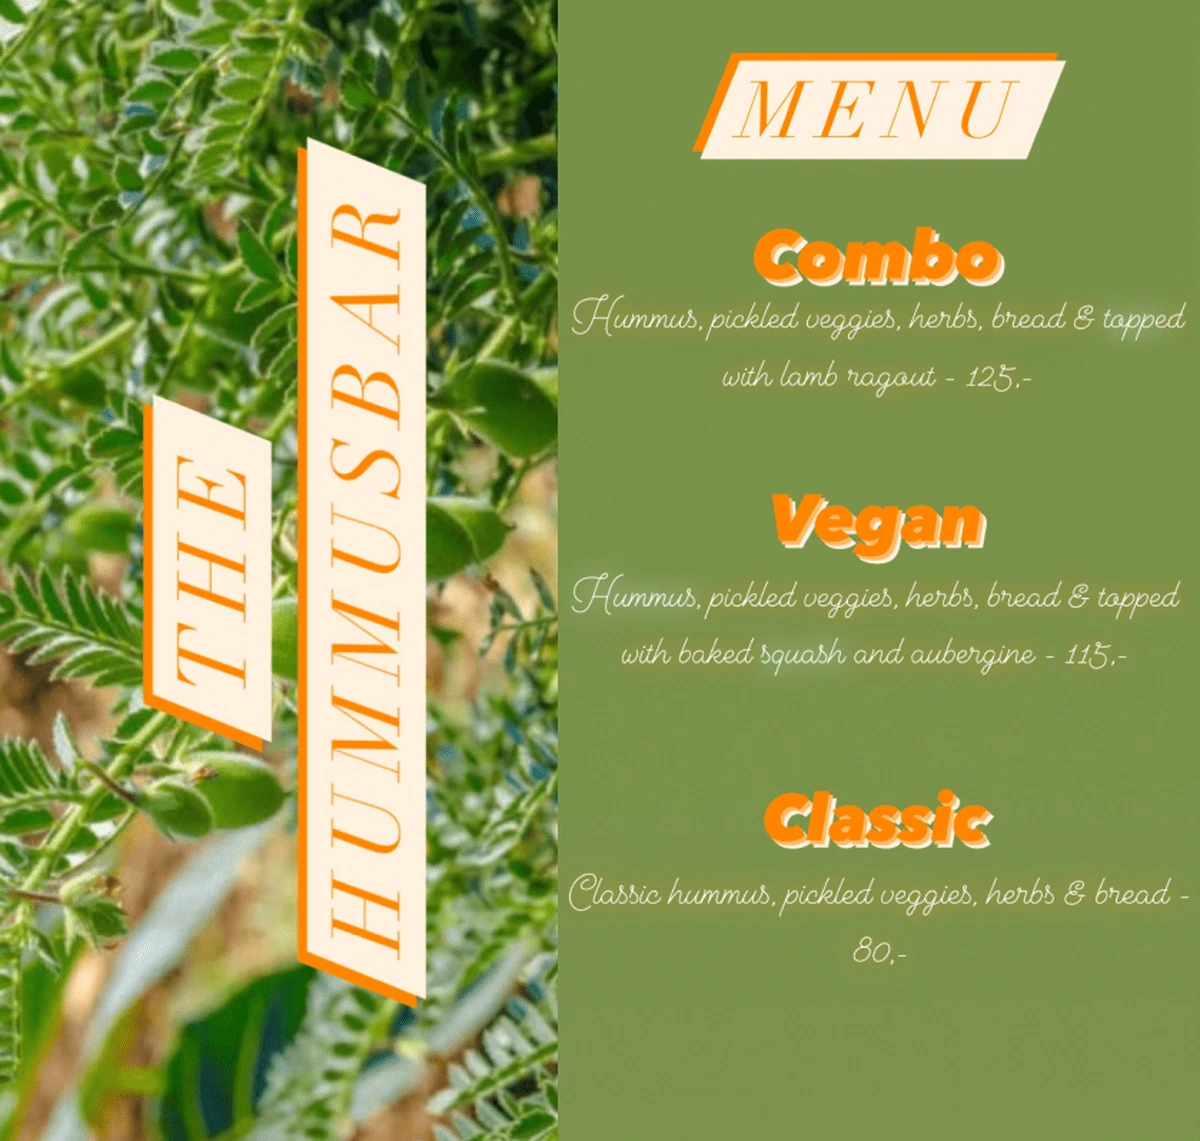 THE
HUMMUSBAR
MENU
Combo
Hummus, pickled veggies, herbs, bread & topped
with lamb ragout - 125,-
Vegan
Hummus, pickled veggies, herbs, bread & topped
with baked squash and aubergine - 115,-
Classic
Classic hummus, pickled veggies, herbs & bread -
80,-